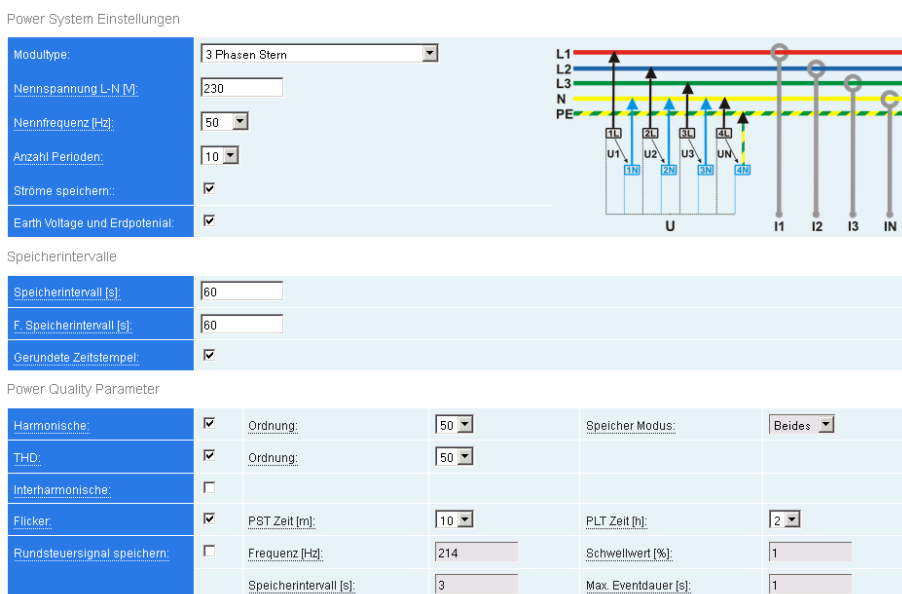 Power System Einstellungen
Modultype: 3 Phasen Stern
Nennspannung L-N [V]: 230
Nennfrequenz [Hz]: 50
Anzahl Perioden: 10
Ströme speichern::
Earth Voltage und Erdpotenial:
L1
L2
L3
N
PE
1L 2L 3L 4L
U1 U2 U3 UN
1N 2N 3N 4N
U I1 I2 I3 IN
Speicherintervalle
Speicherintervall [s]: 60
F. Speicherintervall [s]: 60
Gerundete Zeitstempel:
Power Quality Parameter
Harmonische: Ordnung: 50 Speicher Modus: Beides
THD: Ordnung: 50
Interharmonische:
Flicker: PST Zeit [m]: 10 PLT Zeit [h]: 2
Rundsteuersignal speichern: Frequenz [Hz]: 214 Schwellwert [%]: 1
Speicherintervall [s]: 3 Max. Eventdauer [s]: 1